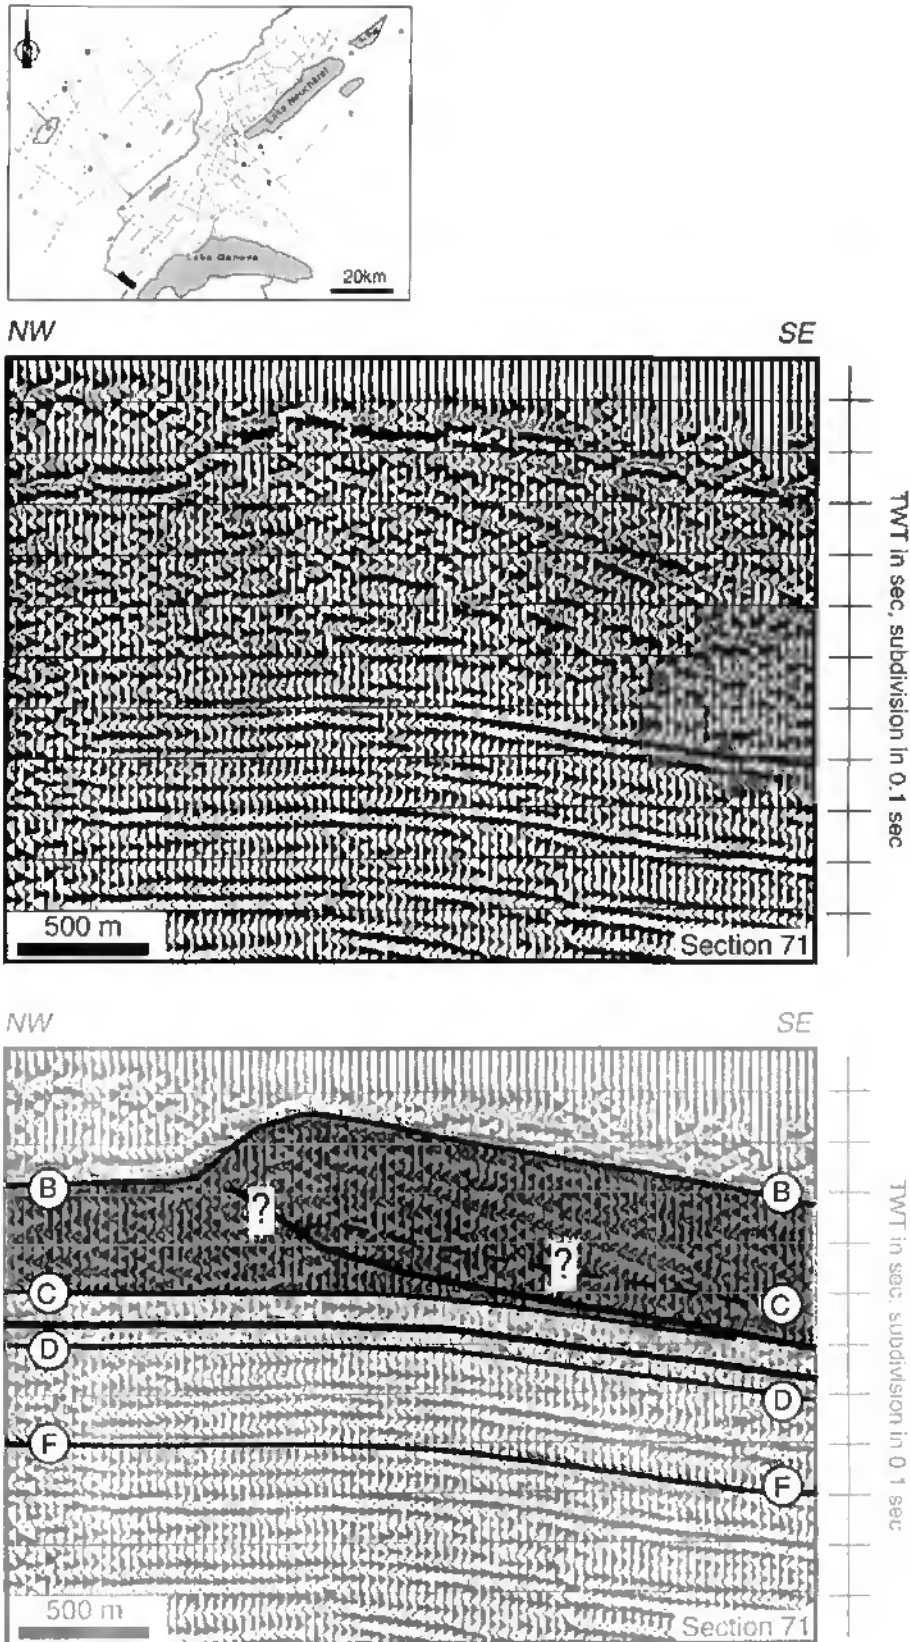 Lake Neuchâtel
Lake Geneva
20km
NW
SE
TWT in sec, subdivision in 0.1 sec
500 m
Section 71
NW
SE
B
B
?
?
C
C
D
D
F
F
TWT in sec. subdivision in 0 1 sec
500 m
Section 71